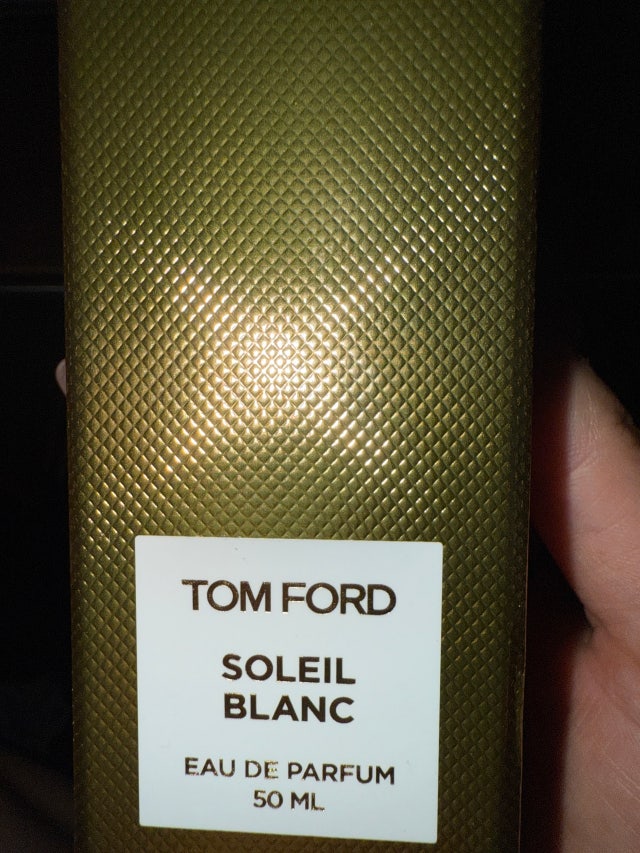 TOM FORD
SOLEIL
BLANC
EAU DE PARFUM
50 ML